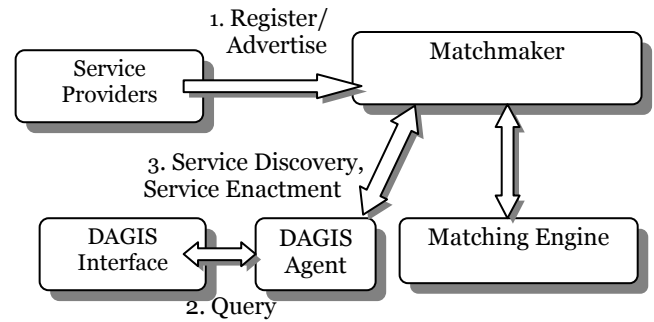 1. Register/
Advertise
Service
Providers
Matchmaker
3. Service Discovery,
Service Enactment
DAGIS
Interface
DAGIS
Agent
Matching Engine
2. Query